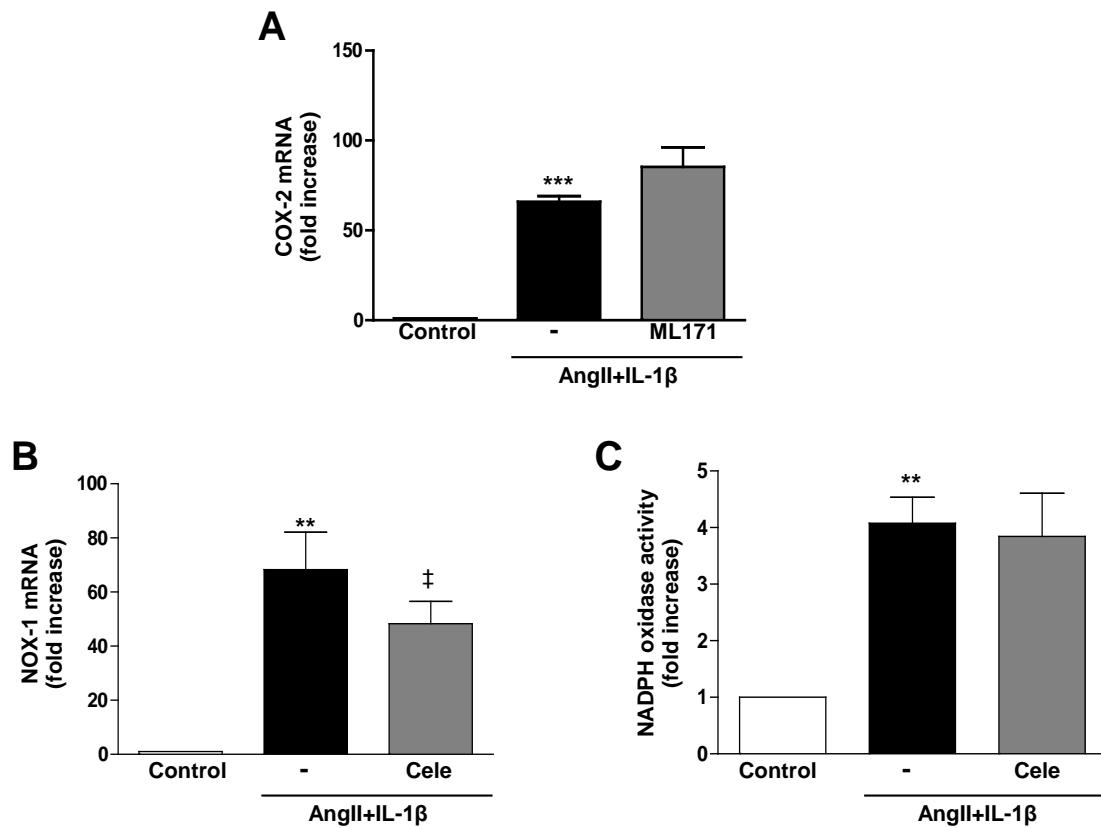 A
COX-2 mRNA
(fold increase)
150
100
50
0
***
Control
-
ML171
AngII+IL-1β
B
NOX-1 mRNA
(fold increase)
100
80
60
40
20
0
**
‡
Control
-
Cele
AngII+IL-1β
C
NADPH oxidase activity
(fold increase)
5
4
3
2
1
0
**
Control
-
Cele
AngII+IL-1β